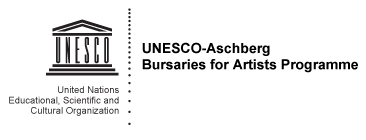 UNESCO
United Nations
Educational, Scientific and
Cultural Organization
UNESCO-Aschberg
Bursaries for Artists Programme